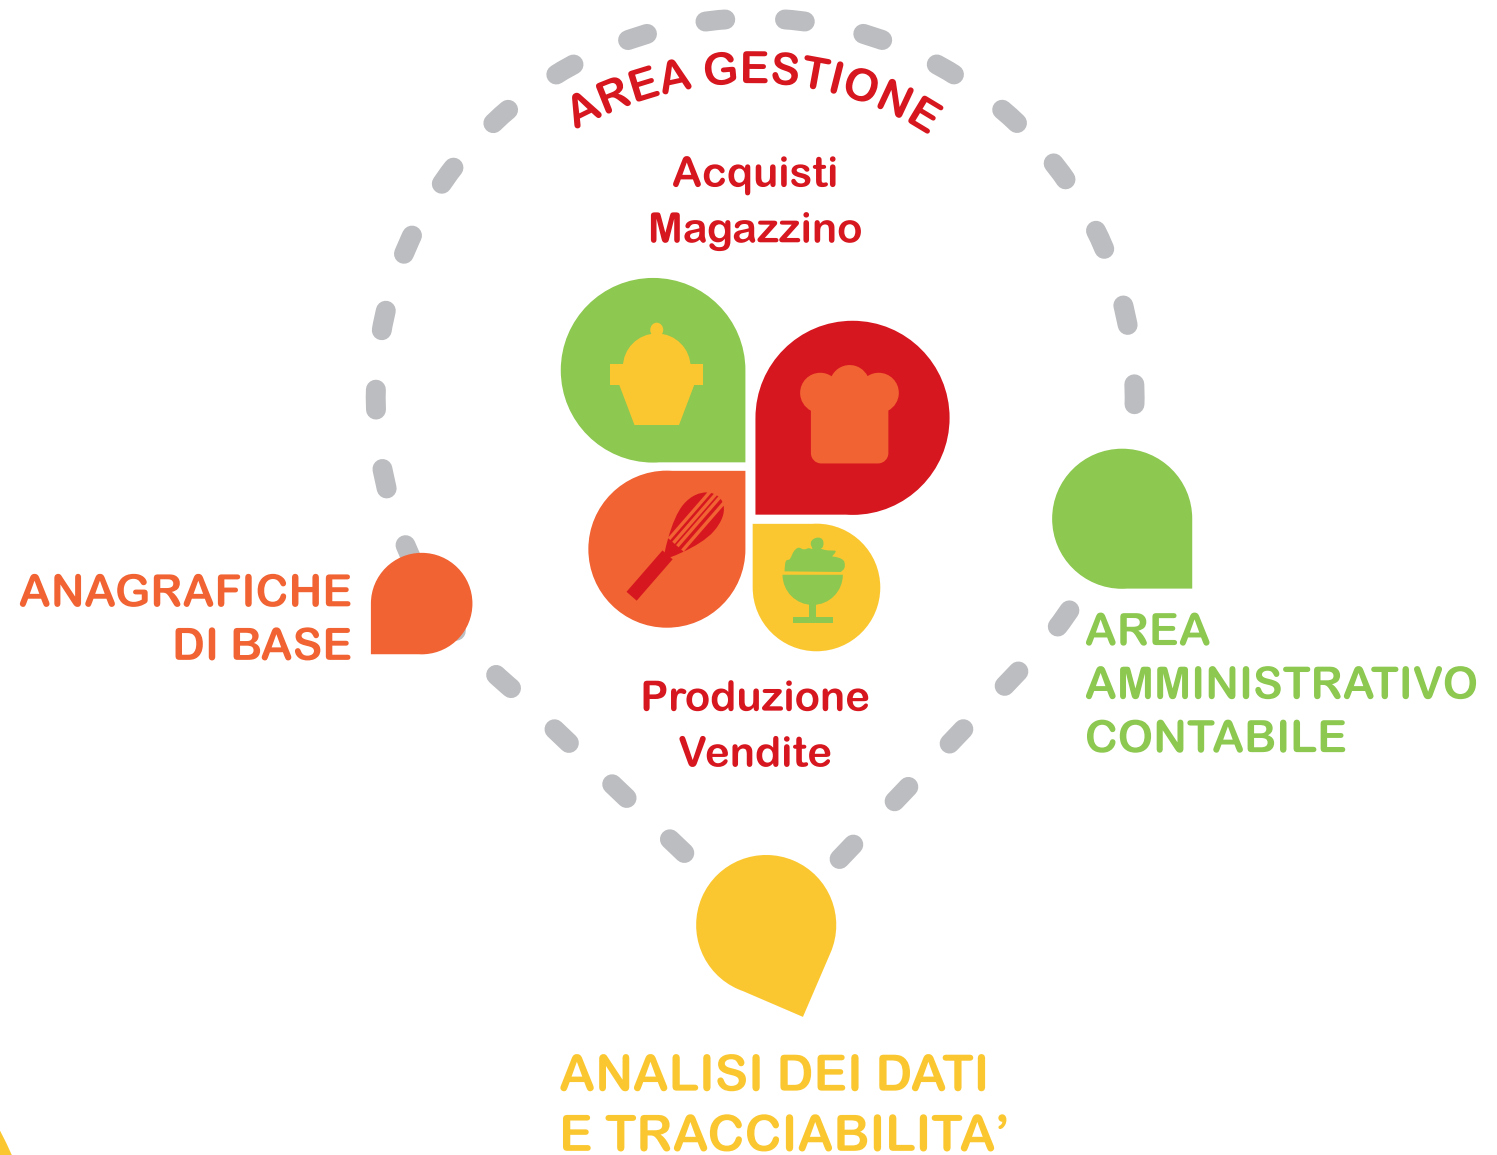 AREA GESTIONE
Acquisti
Magazzino
ANAGRAFICHE
DI BASE
AREA
AMMINISTRATIVO
CONTABILE
Produzione
Vendite
ANALISI DEI DATI
E TRACCIABILITA’